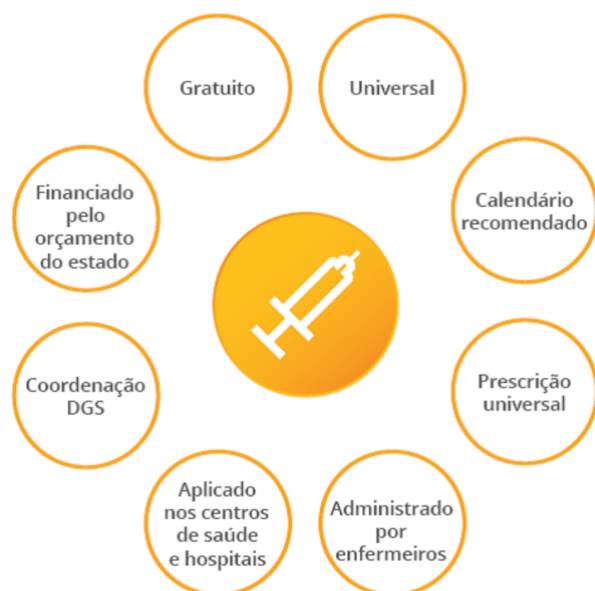 Gratuito
Universal
Calendário
recomendado
Prescrição
universal
Administrado
por
enfermeiros
Aplicado
nos centros
de saúde
e hospitais
Coordenação
DGS
Financiado
pelo
orçamento
do estado